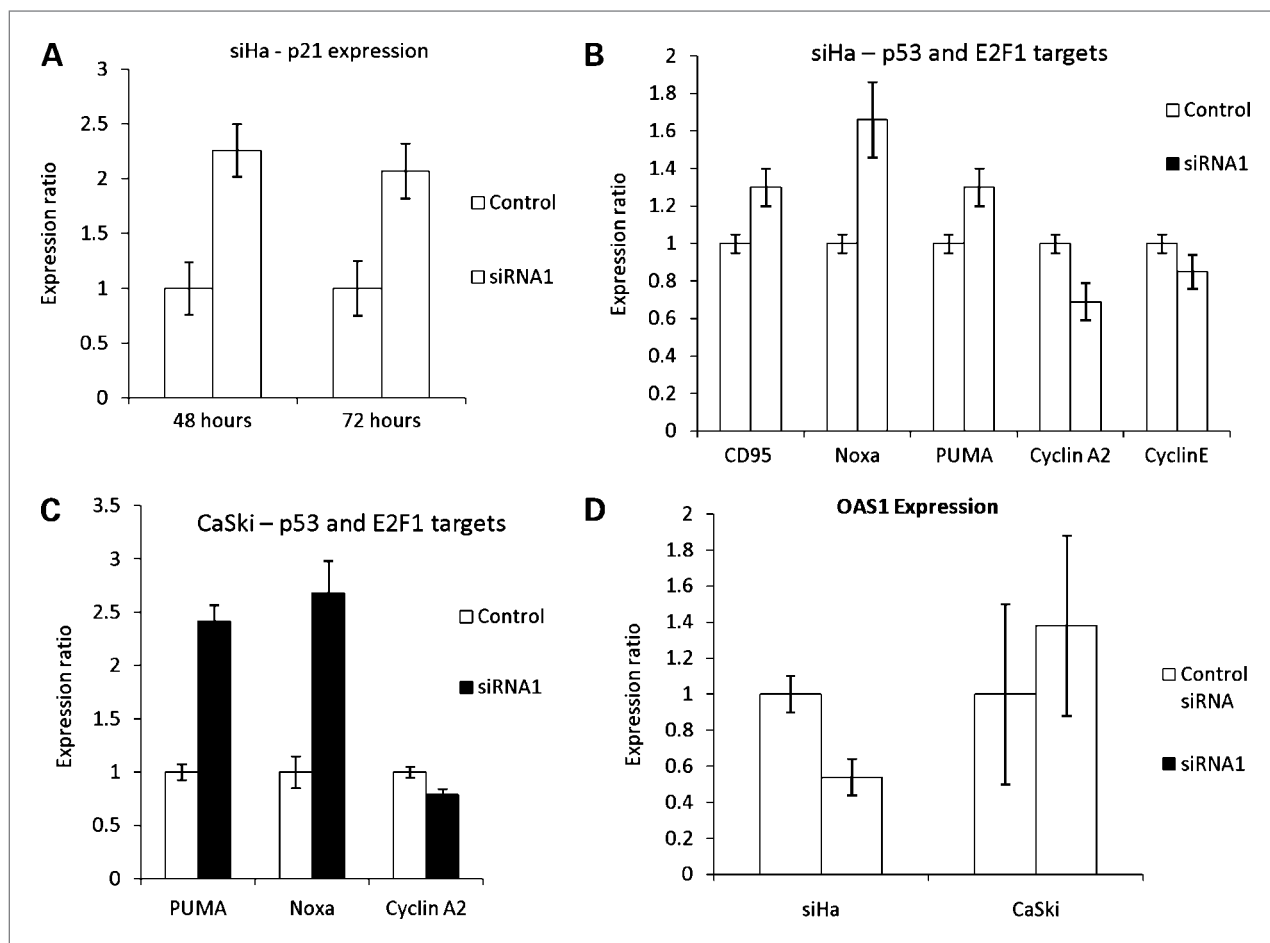 A
siHa - p21 expression
3
2.5
2
1.5
1
0.5
0
Expression ratio
48 hours
72 hours
Control
siRNA1
B
siHa – p53 and E2F1 targets
2
1.8
1.6
1.4
1.2
1
0.8
0.6
0.4
0.2
0
Expression ratio
CD95
Noxa
PUMA
Cyclin A2
CyclinE
Control
siRNA1
C
CaSki – p53 and E2F1 targets
3.5
3
2.5
2
1.5
1
0.5
0
Expression ratio
PUMA
Noxa
Cyclin A2
Control
siRNA1
D
OAS1 Expression
2
1.8
1.6
1.4
1.2
1
0.8
0.6
0.4
0.2
0
Expression ratio
siHa
CaSki
Control
siRNA
siRNA1